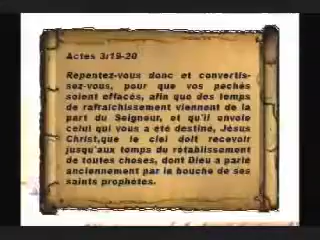 Actes 3/19-20
Repentez-vous donc et convertis-
sez-vous, pour que vos péchés
soient effacés, afin que des temps
de rafraîchissement viennent de la
part du Seigneur, et qu'il envoie
celui qui vous a été destiné, Jésus
Christ,que le ciel doit recevoir
jusqu'aux temps du rétablissement
de toutes choses, dont Dieu a parlé
anciennement par la bouche de ses
saints prophètes.